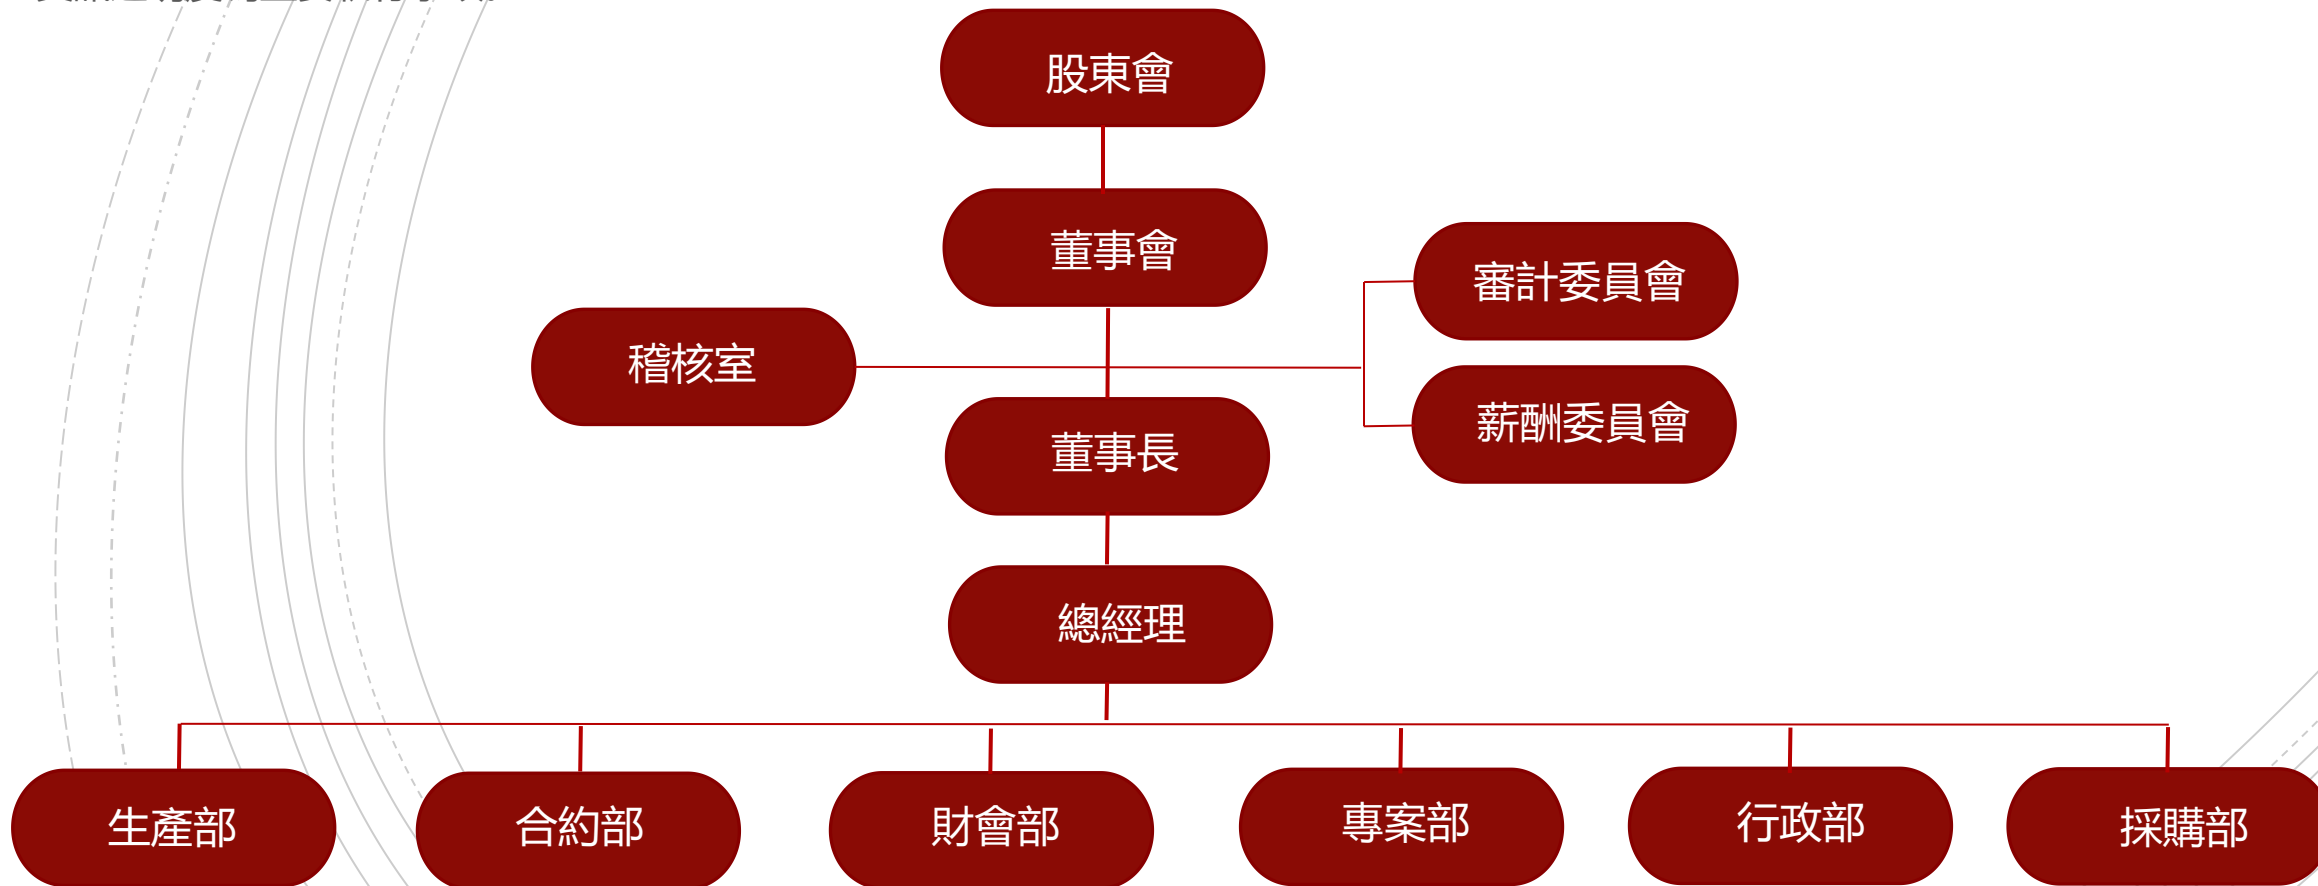 股東會
董事會
審計委員會
稽核室
薪酬委員會
董事長
總經理
生產部
合約部
財會部
專案部
行政部
採購部